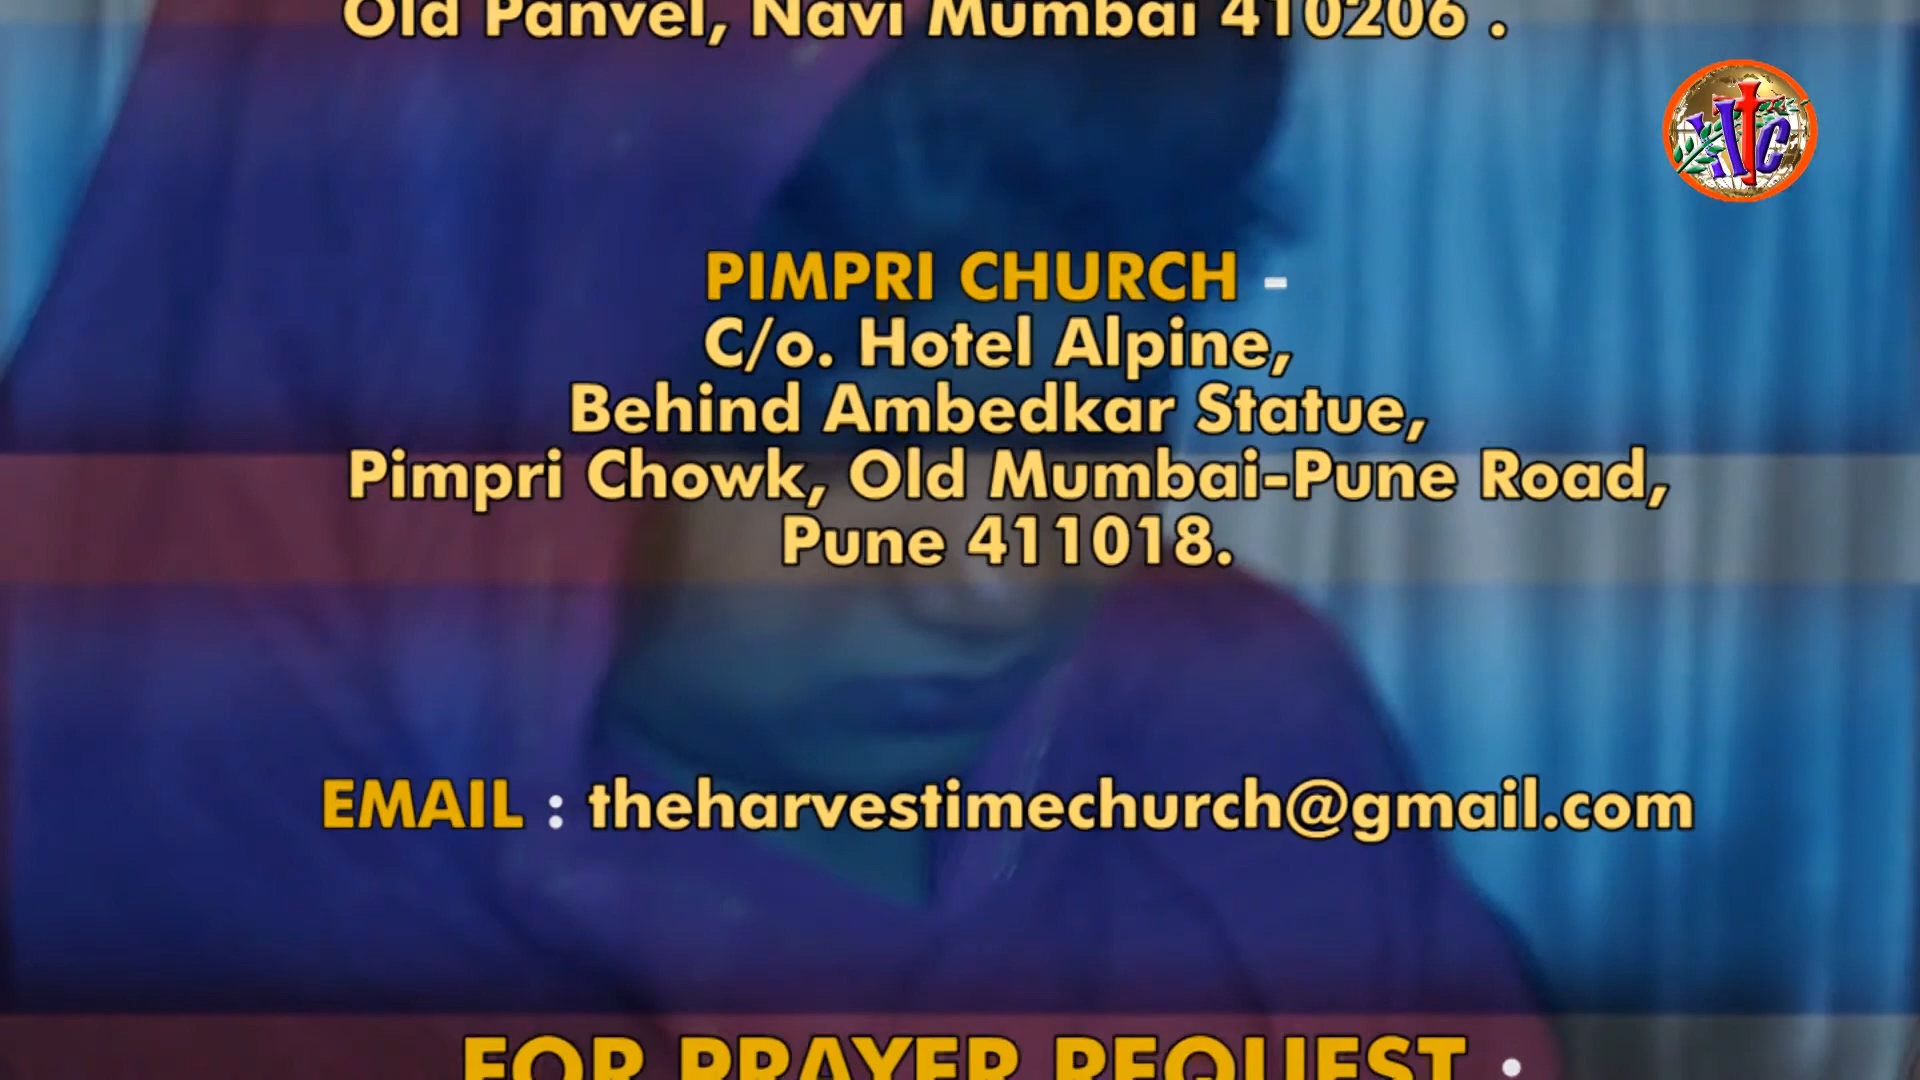 Old Panvel, Navi Mumbai 410206 .
HTC
PIMPRI CHURCH -
C/o. Hotel Alpine,
Behind Ambedkar Statue,
Pimpri Chowk, Old Mumbai-Pune Road,
Pune 411018.
EMAIL : theharvestimechurch@gmail.com
FOR PRAYER REQUEST :